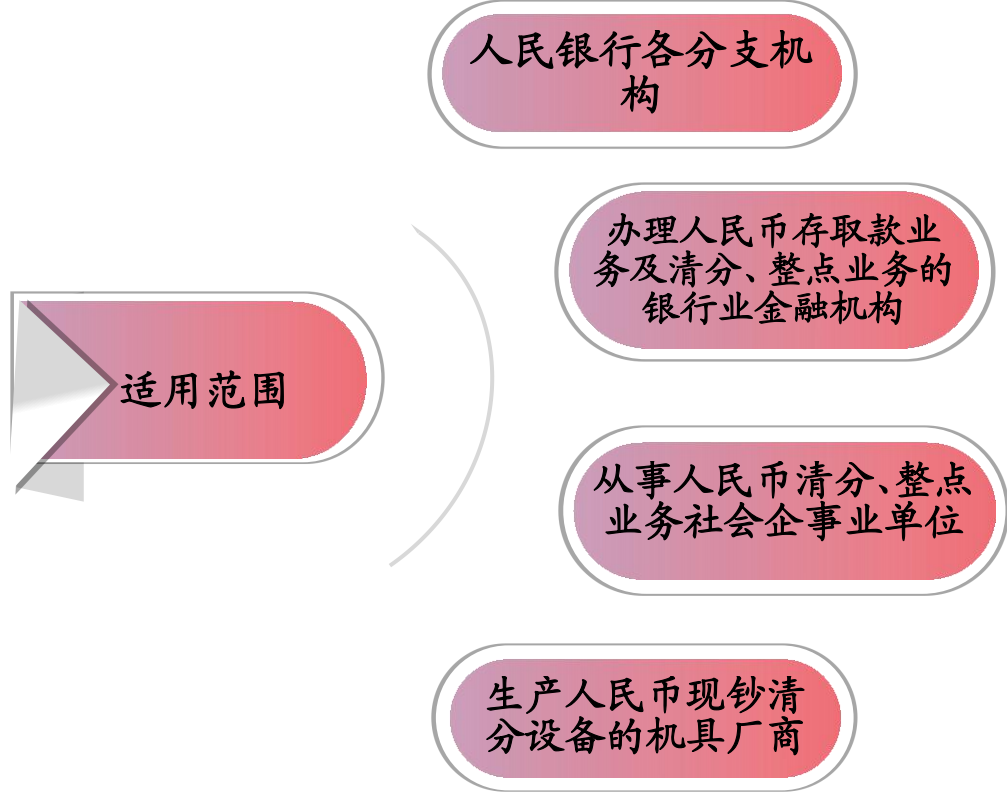 人民银行各分支机
构
办理人民币存取款业
务及清分、整点业务的
银行业金融机构
适用范围
从事人民币清分、整点
业务社会企事业单位
生产人民币现钞清
分设备的机具厂商